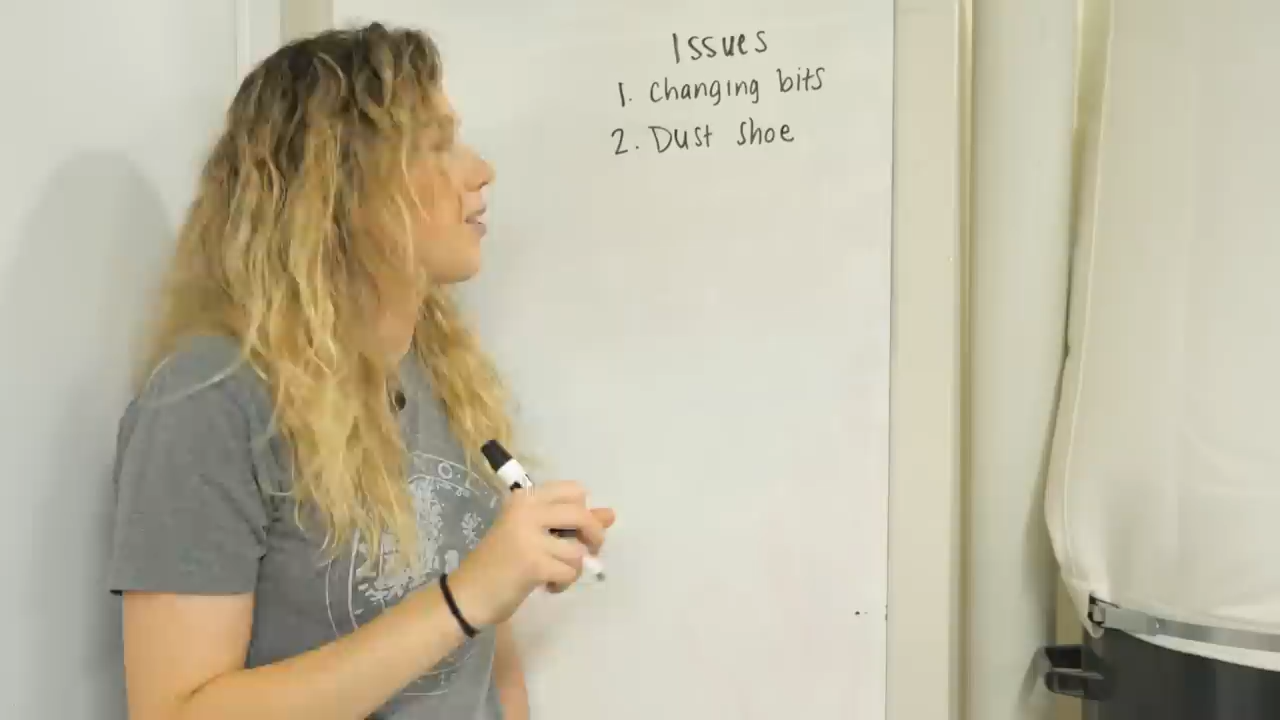 Issues
1. Changing bits
2. Dust shoe